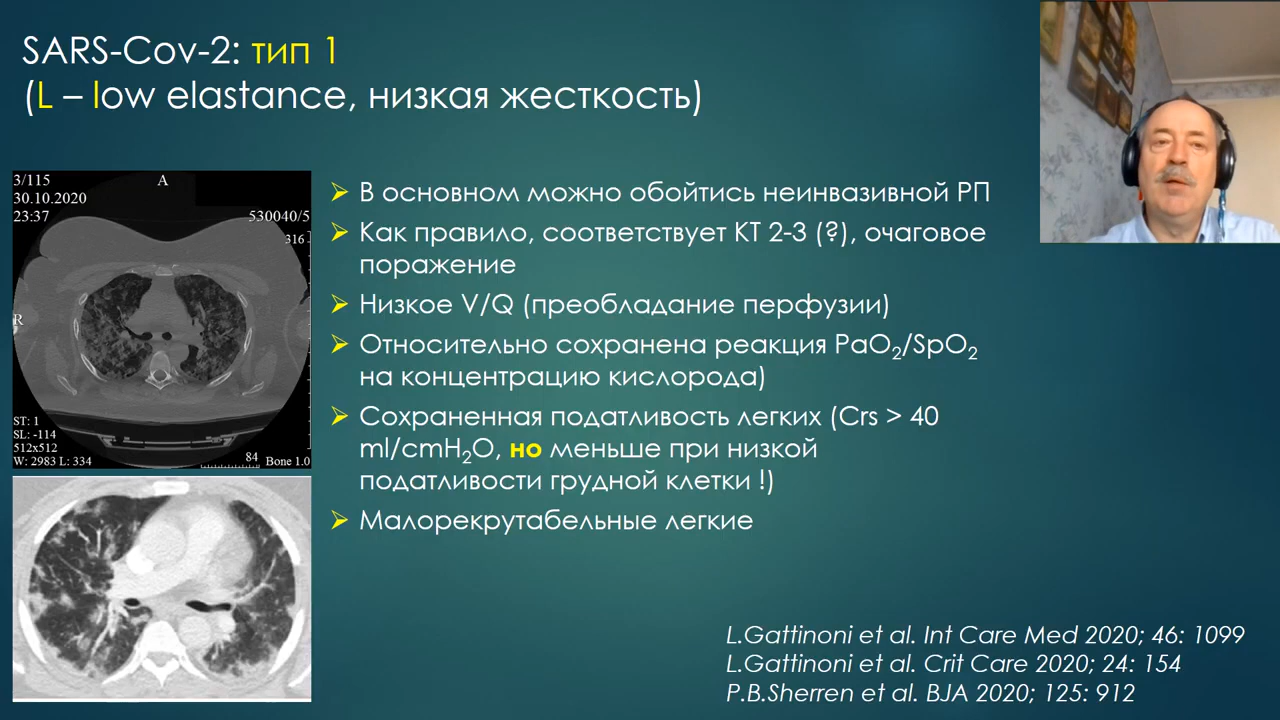 SARS-Cov-2: тип 1
(L – low elastance, низкая жесткость)
3/115
A
30.10.2020
23:37
530040/5
316
R
ST: 1
SL: -114
512x512
W: 2983 L: 334
84
Bone 1.0
В основном можно обойтись неинвазивной РП
Как правило, соответствует КТ 2-3 (?), очаговое
поражение
Низкое V/Q (преобладание перфузии)
Относительно сохранена реакция PaO₂/SpO₂
на концентрацию кислорода)
Сохраненная податливость легких (Crs > 40
ml/cmH₂O, но меньше при низкой
податливости грудной клетки !)
Малорекрутабельные легкие
L.Gattinoni et al. Int Care Med 2020; 46: 1099
L.Gattinoni et al. Crit Care 2020; 24: 154
P.B.Sherren et al. BJA 2020; 125: 912